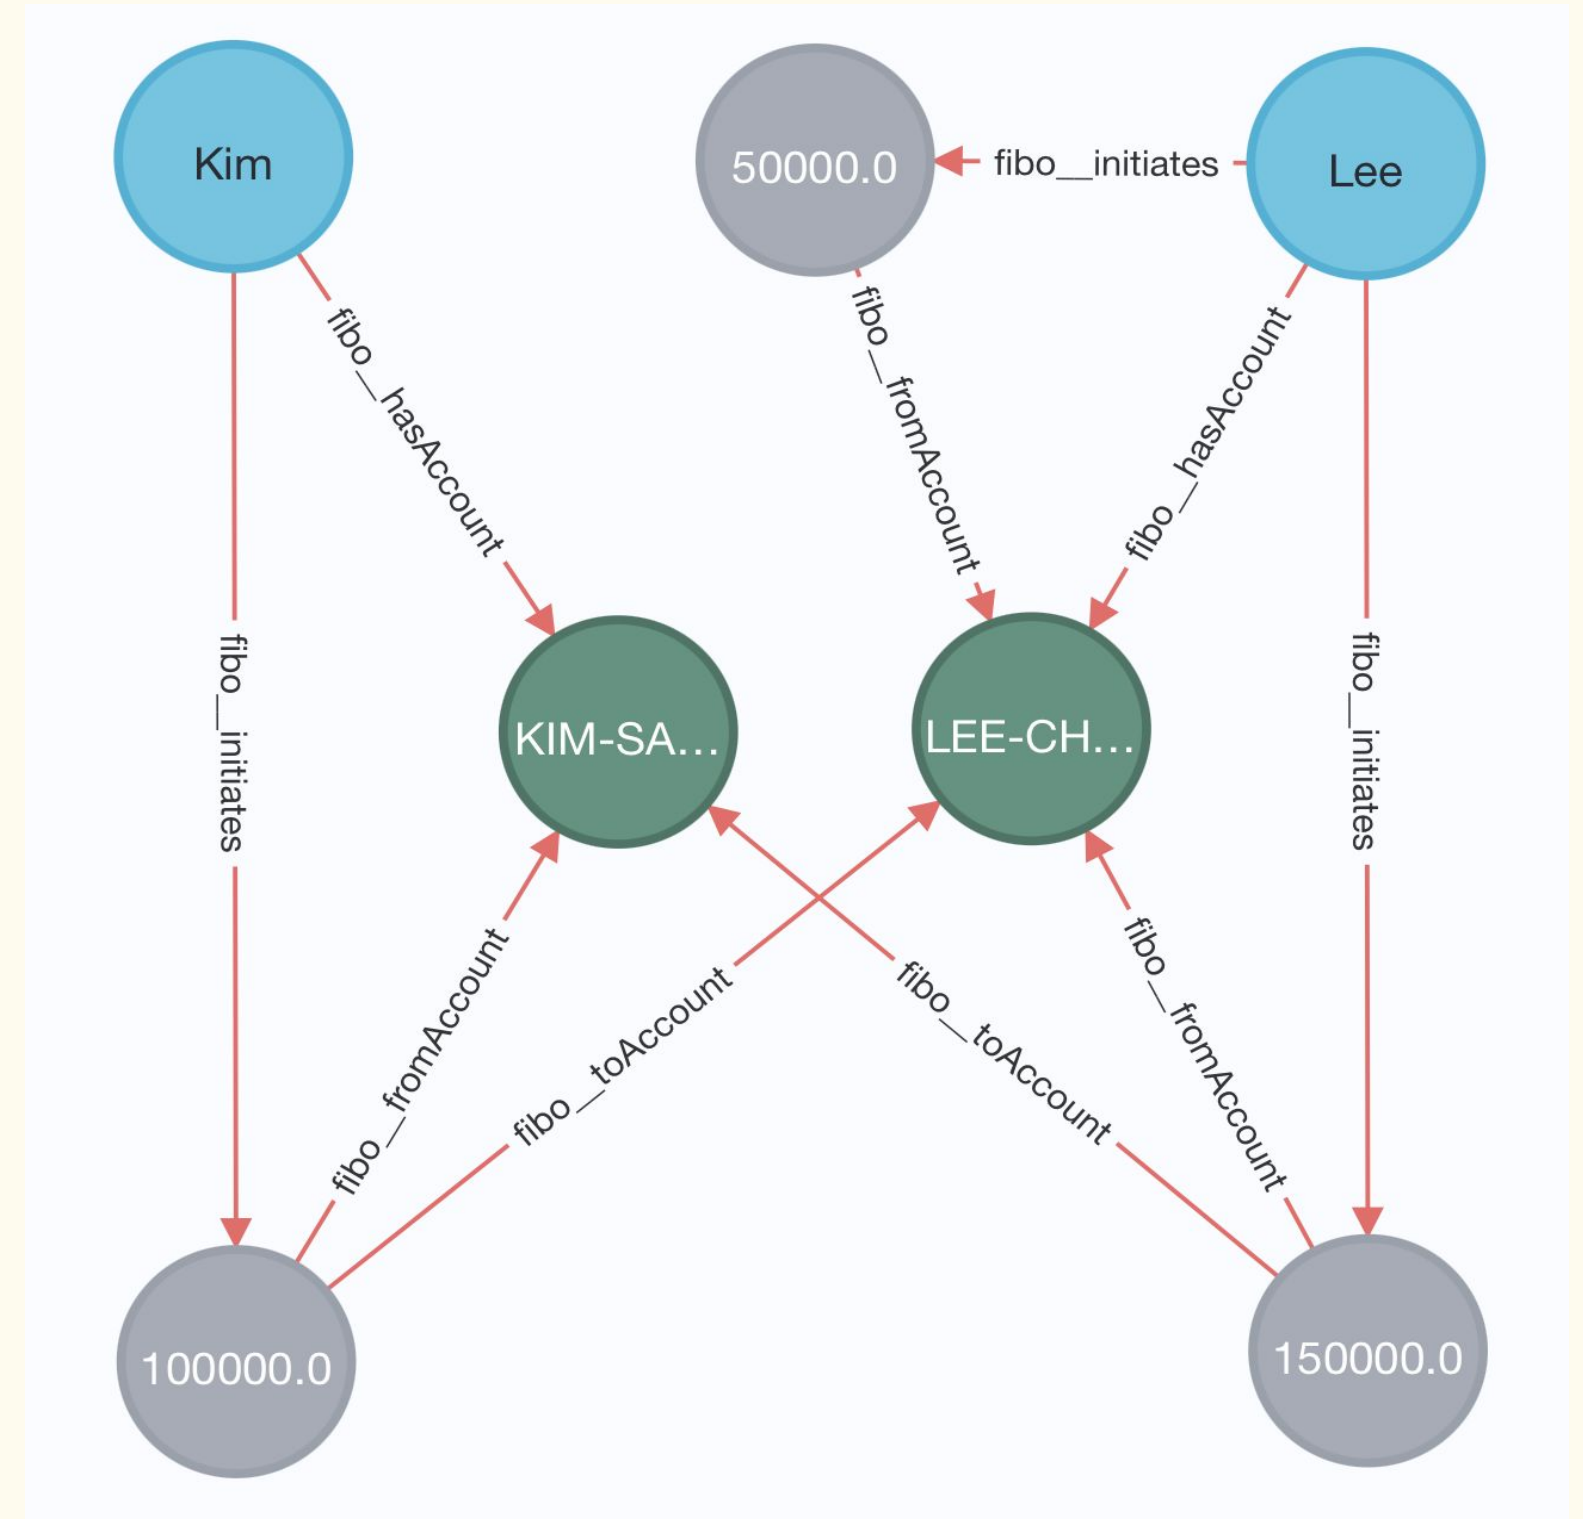 Kim
50000.0
fibo__initiates
Lee
fibo__hasAccount
fibo__fromAccount
fibo__hasAccount
fibo__initiates
KIM-SA...
LEE-CH...
fibo__initiates
fibo__fromAccount
fibo__toAccount
fibo__toAccount
fibo__fromAccount
100000.0
150000.0